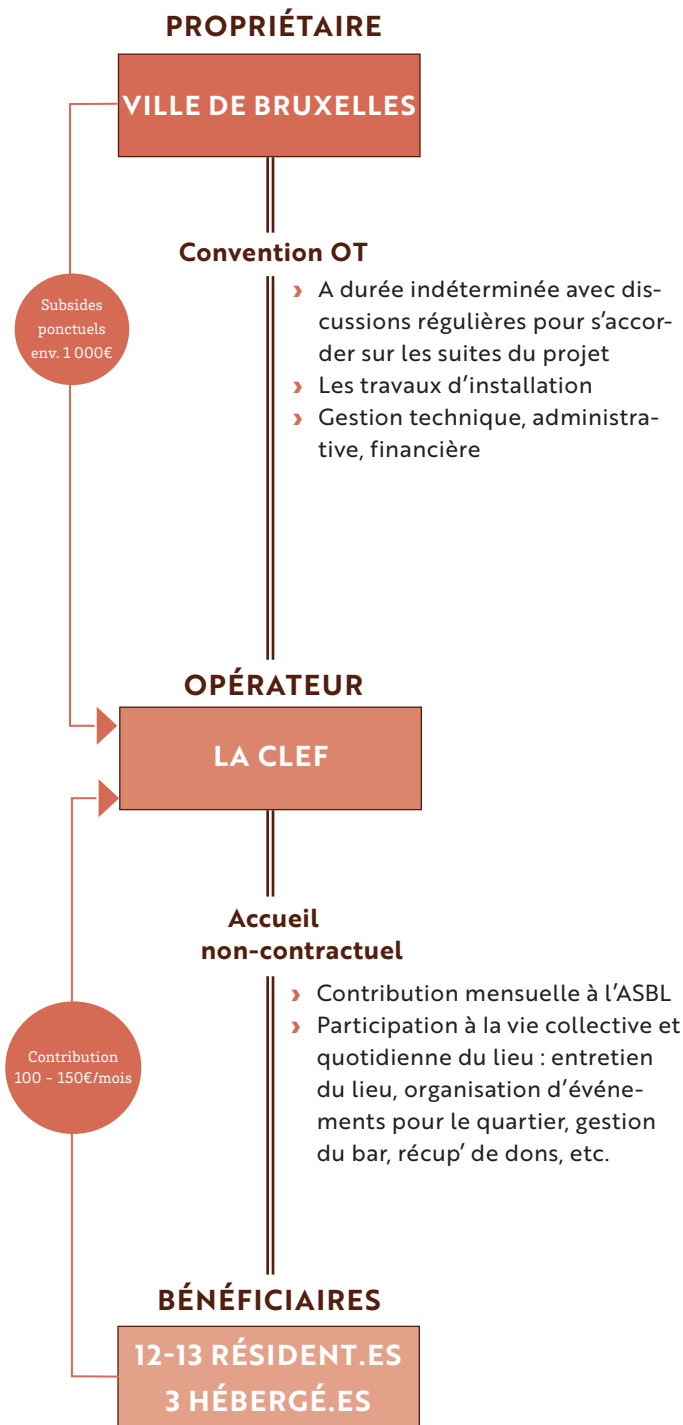 PROPRIÉTAIRE
VILLE DE BRUXELLES
Convention OT
› A durée indéterminée avec dis-
cussions régulières pour s'accor-
der sur les suites du projet
› Les travaux d'installation
› Gestion technique, administra-
tive, financière
Subsides
ponctuels
env. 1 000€
OPÉRATEUR
LA CLEF
Accueil
non-contractuel
› Contribution mensuelle à l'ASBL
› Participation à la vie collective et
quotidienne du lieu : entretien
du lieu, organisation d'événe-
ments pour le quartier, gestion
du bar, récup' de dons, etc.
Contribution
100 - 150€/mois
BÉNÉFICIAIRES
12-13 RÉSIDENT.ES
3 HÉBERGÉ.ES